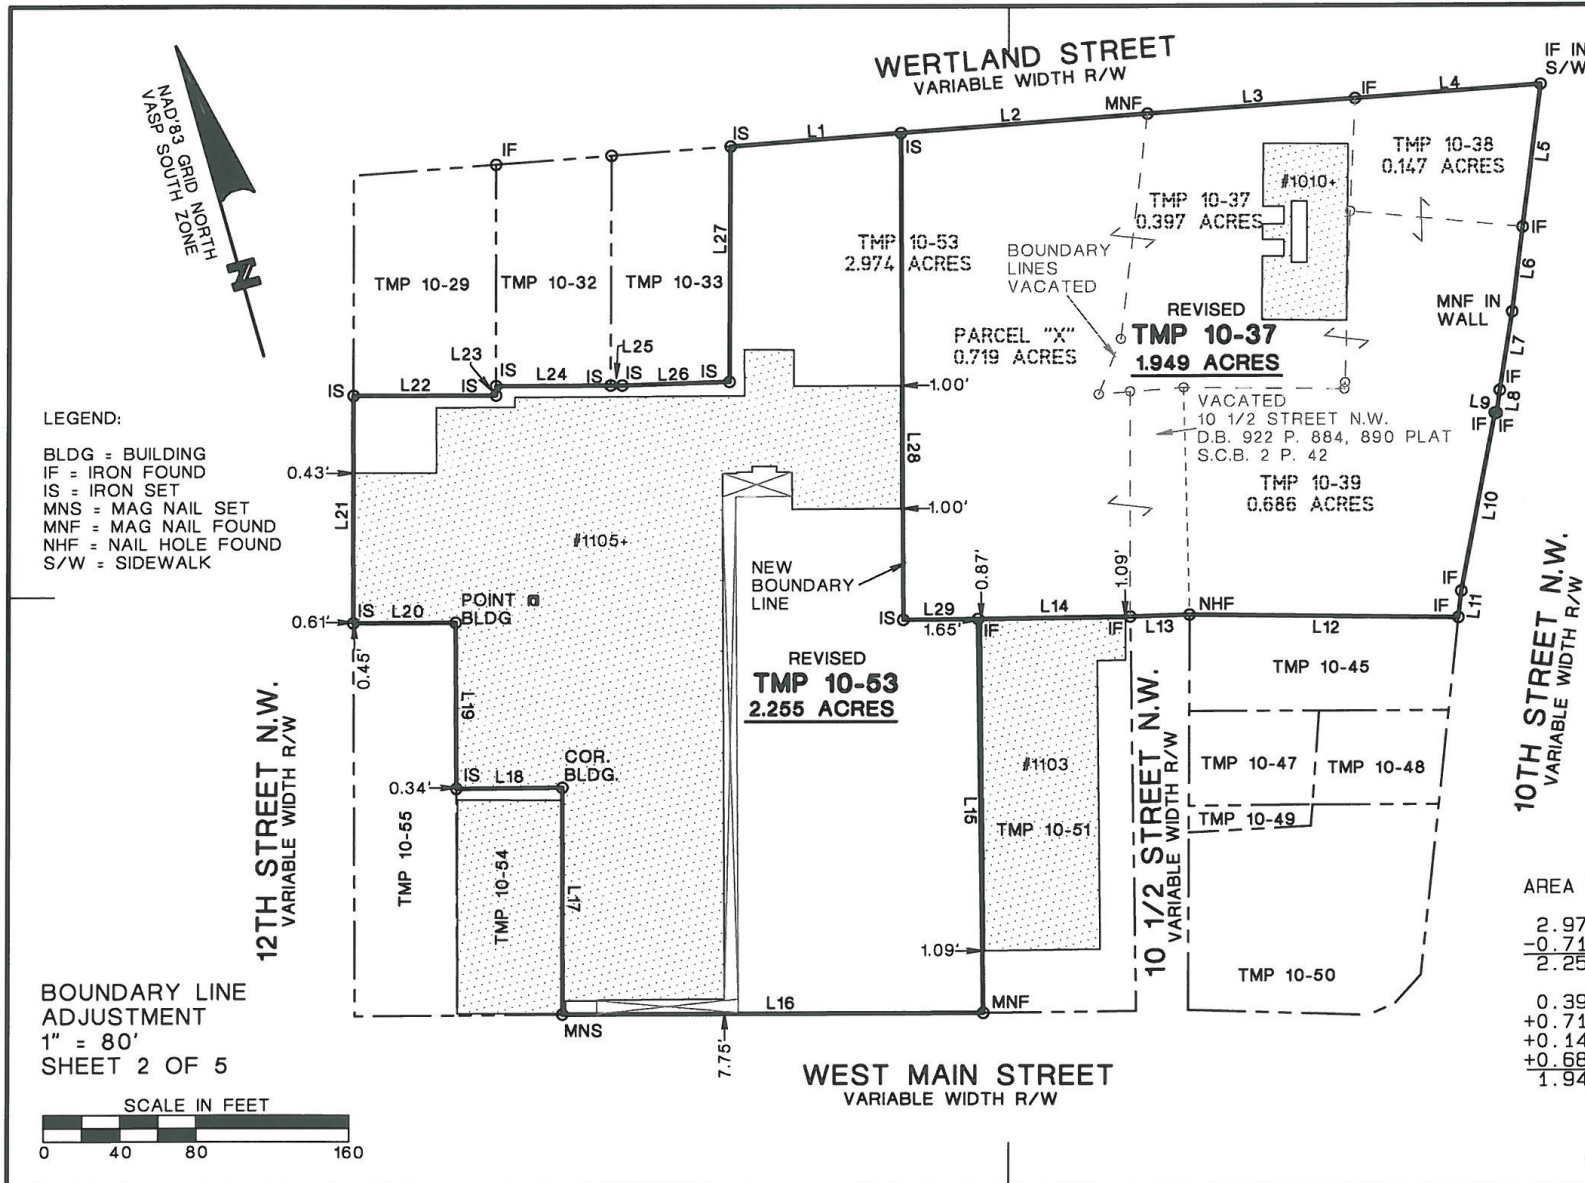 WERTLAND STREET
VARIABLE WIDTH R/W
IF IN
S/W
NAD'83 GRID NORTH
VASP SOUTH ZONE
N
IF
IS
L1
IS
L2
MNF
L3
IF
L4
L5
TMP 10-38
0.147 ACRES
#1010+
TMP 10-37
0.397 ACRES
IF
L6
L27
TMP 10-53
2.974 ACRES
BOUNDARY
LINES
VACATED
TMP 10-29
TMP 10-32
TMP 10-33
MNF IN
WALL
REVISED
TMP 10-37
1.949 ACRES
PARCEL "X"
0.719 ACRES
L7
L23
IS
L25
IS
L22
IS
L24
IS
IS
L26
1.00'
IF
L8
L9
IF
IF
VACATED
10 1/2 STREET N.W.
D.B. 922 P. 884, 890 PLAT
S.C.B. 2 P. 42
LEGEND:
BLDG = BUILDING
IF = IRON FOUND
IS = IRON SET
MNS = MAG NAIL SET
MNF = MAG NAIL FOUND
NHF = NAIL HOLE FOUND
S/W = SIDEWALK
0.43'
L21
L28
TMP 10-39
0.686 ACRES
L10
1.00'
#1105+
NEW
BOUNDARY
LINE
0.87'
1.09'
IF
L11
10TH STREET N.W.
VARIABLE WIDTH R/W
0.61'
IS
L20
POINT @
BLDG
IS
L29
1.65'
IF
L14
IF
L13
NHF
L12
IF
0.45'
REVISED
TMP 10-53
2.255 ACRES
TMP 10-45
12TH STREET N.W.
VARIABLE WIDTH R/W
L19
10 1/2 STREET N.W.
VARIABLE WIDTH R/W
0.34'
IS
L18
COR.
BLDG.
#1103
L15
TMP 10-51
TMP 10-47
TMP 10-48
TMP 10-49
TMP 10-55
TMP 10-54
L17
AREA
2.97
-0.71
2.25
0.39
+0.71
+0.14
+0.68
1.94
1.09'
TMP 10-50
L16
MNF
MNS
7.75'
BOUNDARY LINE
ADJUSTMENT
1" = 80'
SHEET 2 OF 5
WEST MAIN STREET
VARIABLE WIDTH R/W
SCALE IN FEET
0 40 80 160